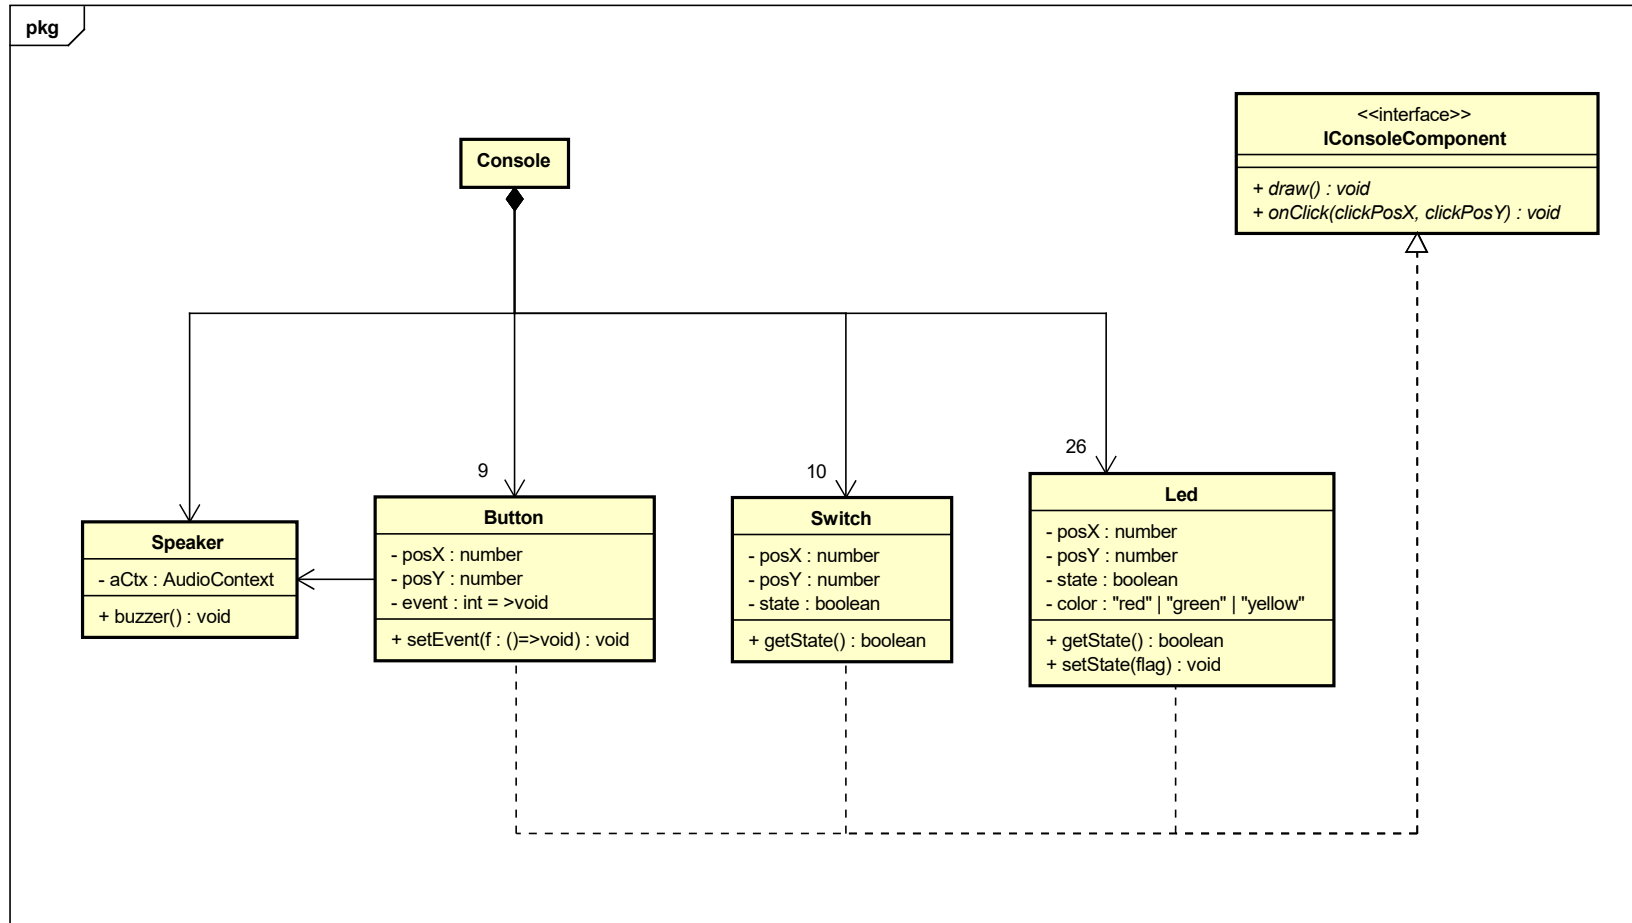 pkg
<<interface>>
IConsoleComponent
+ draw() : void
+ onClick(clickPosX, clickPosY) : void
Console
9
10
26
Speaker
- aCtx : AudioContext
+ buzzer() : void
Button
- posX : number
- posY : number
- event : int = >void
+ setEvent(f : ()=>void) : void
Switch
- posX : number
- posY : number
- state : boolean
+ getState() : boolean
Led
- posX : number
- posY : number
- state : boolean
- color : "red" | "green" | "yellow"
+ getState() : boolean
+ setState(flag) : void